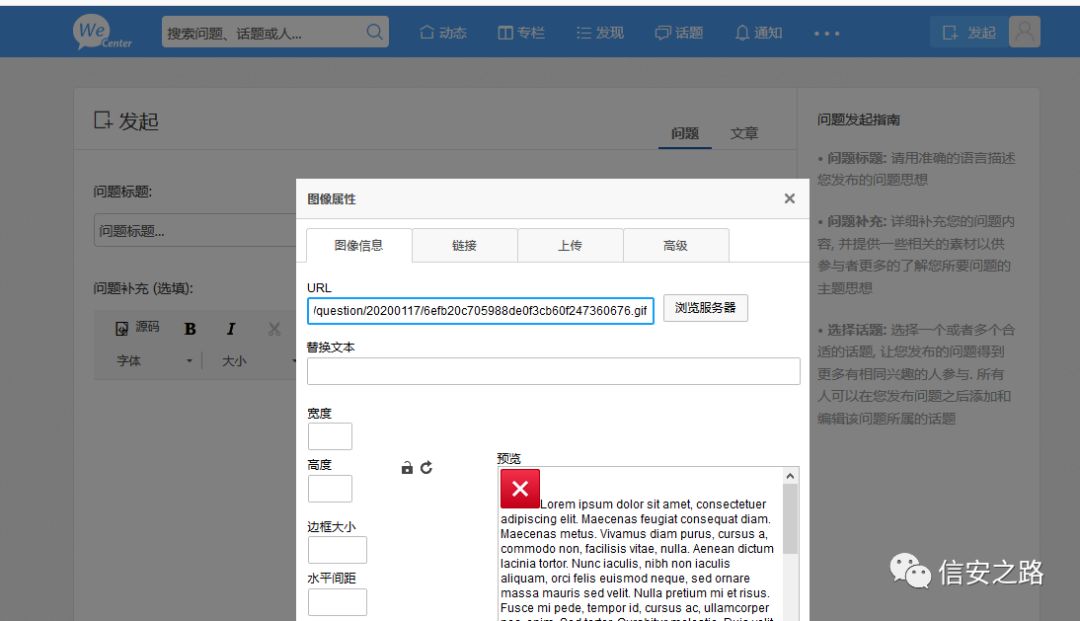 We Center
搜索问题、话题或人...
动态
专栏
发现
话题
通知
发起
发起
问题
文章
问题标题:
问题标题...
问题补充 (选填):
源码
B
I
字体
大小
图像属性
图像信息
链接
上传
高级
URL
/question/20200117/6efb20c705988de0f3cb60f247360676.gif
浏览服务器
替换文本
宽度
高度
边框大小
水平间距
预览
Lorem ipsum dolor sit amet, consectetuer
adipiscing elit. Maecenas feugiat consequat diam.
Maecenas metus. Vivamus diam purus, cursus a,
commodo non, facilisis vitae, nulla. Aenean dictum
lacinia tortor. Nunc iaculis, nibh non iaculis
aliquam, orci felis euismod neque, sed ornare
massa mauris sed velit. Nulla pretium mi et risus.
Fusce mi pede, tempor id, cursus ac, ullamcorper
问题发起指南
• 问题标题: 请用准确的语言描述
您发布的问题思想
• 问题补充: 详细补充您的问题内
容, 并提供一些相关的素材以供
参与者更多的了解您所要问题的
主题思想
• 选择话题: 选择一个或者多个合
适的话题, 让您发布的问题得到
更多有相同兴趣的人参与. 所有
人可以在您发布问题之后添加和
编辑该问题所属的话题
信安之路